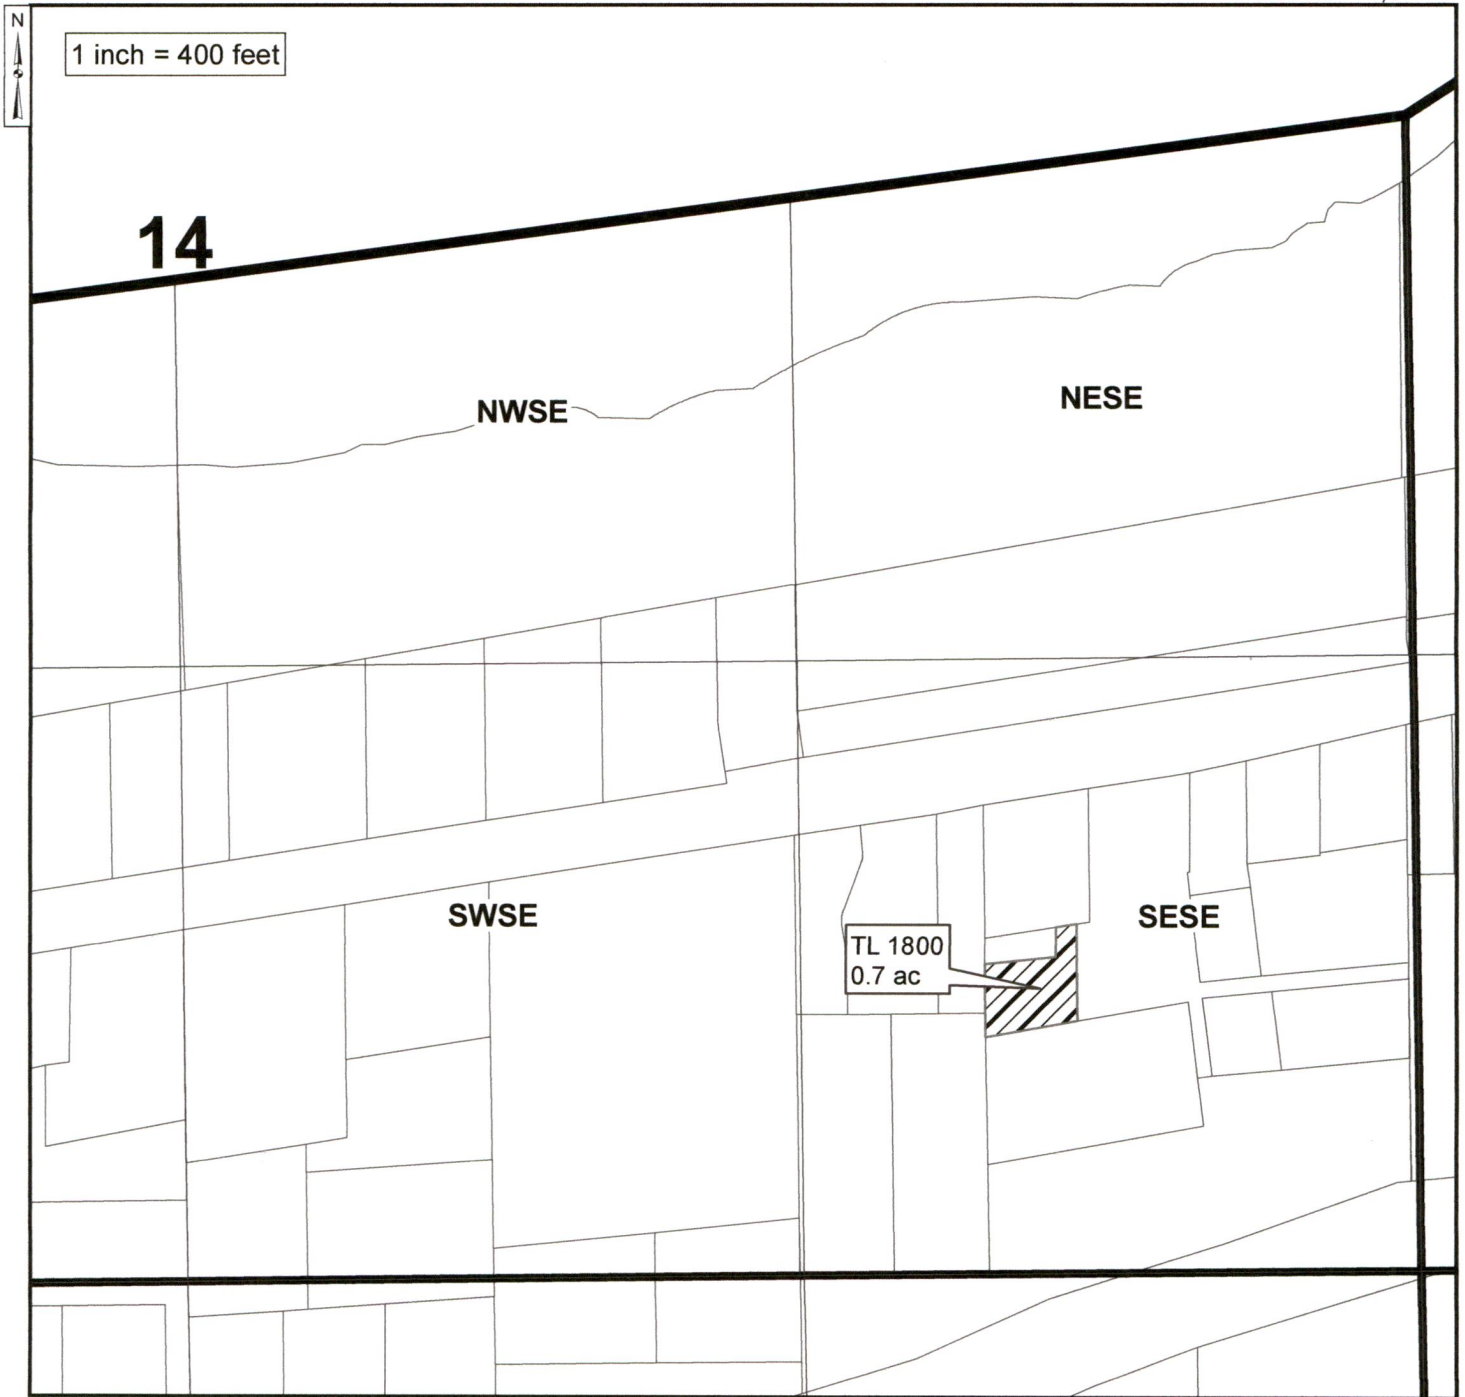 N
1 inch = 400 feet
14
NWSE
NESE
SWSE
SESE
TL 1800
0.7 ac